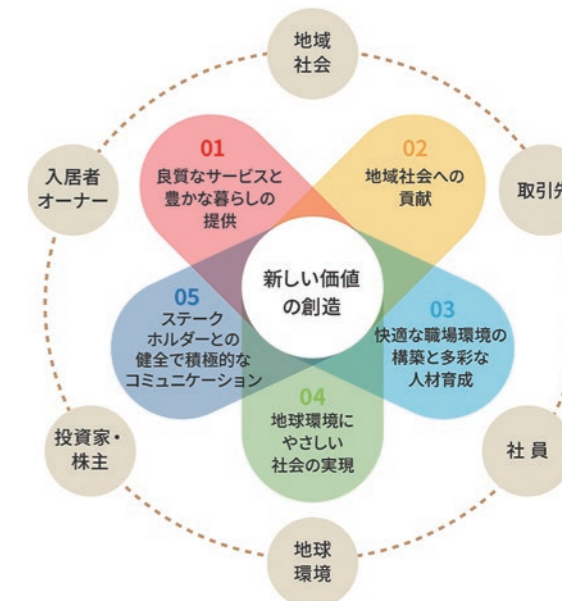 地域
社会
01
良質なサービスと
豊かな暮らしの
提供
02
地域社会への
貢献
入居者
オーナー
取引先
新しい価値
の創造
05
ステーク
ホルダーとの
健全で積極的な
コミュニケーション
03
快適な職場環境の
構築と多彩な
人材育成
04
地球環境に
やさしい
社会の実現
投資家・
株主
社員
地球
環境